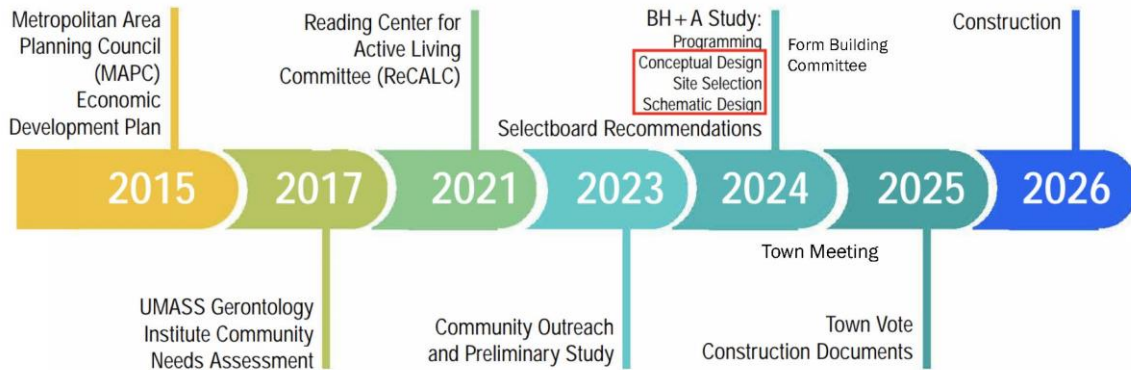 Metropolitan Area
Planning Council
(MAPC)
Economic
Development Plan
Reading Center for
Active Living
Committee (ReCALC)
BH+A Study:
Programming
Conceptual Design
Site Selection
Schematic Design
Selectboard Recommendations
Form Building
Committee
Construction
2015
2017
2021
2023
2024
2025
2026
UMASS Gerontology
Institute Community
Needs Assessment
Community Outreach
and Preliminary Study
Town Meeting
Town Vote
Construction Documents